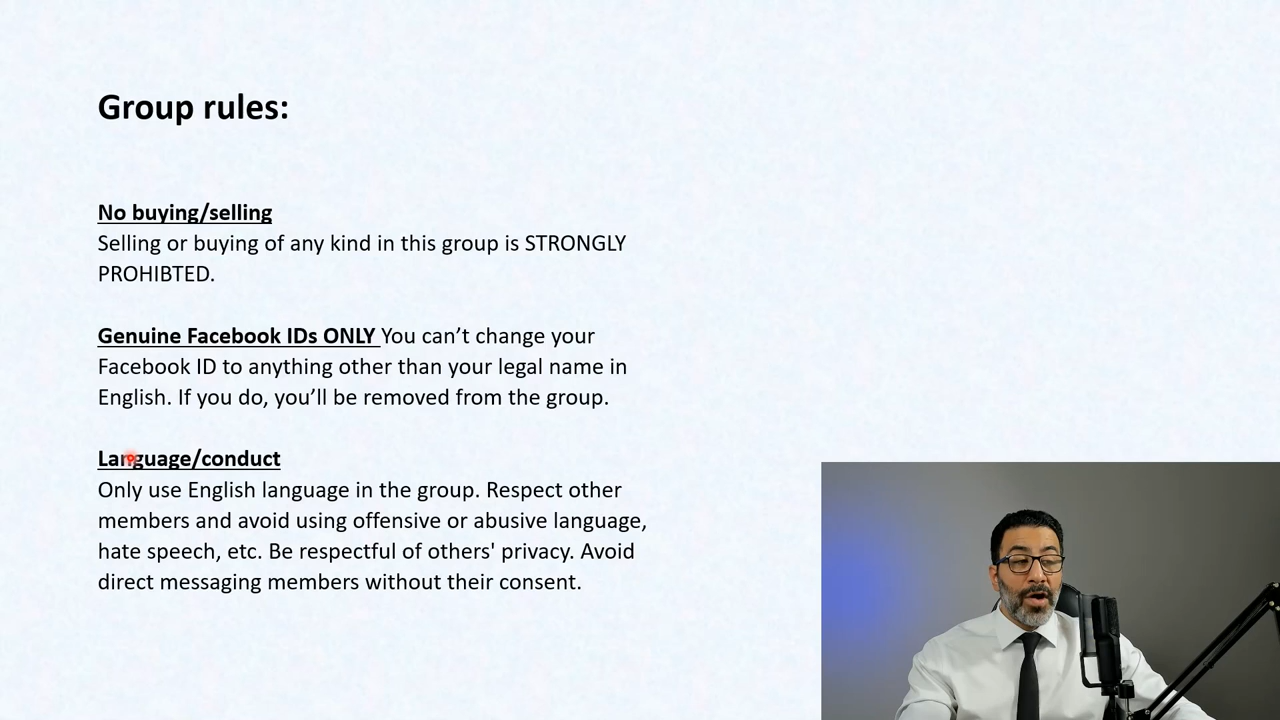 Group rules:
No buying/selling
Selling or buying of any kind in this group is STRONGLY
PROHIBTED.
Genuine Facebook IDs ONLY You can’t change your
Facebook ID to anything other than your legal name in
English. If you do, you’ll be removed from the group.
Language/conduct
Only use English language in the group. Respect other
members and avoid using offensive or abusive language,
hate speech, etc. Be respectful of others' privacy. Avoid
direct messaging members without their consent.